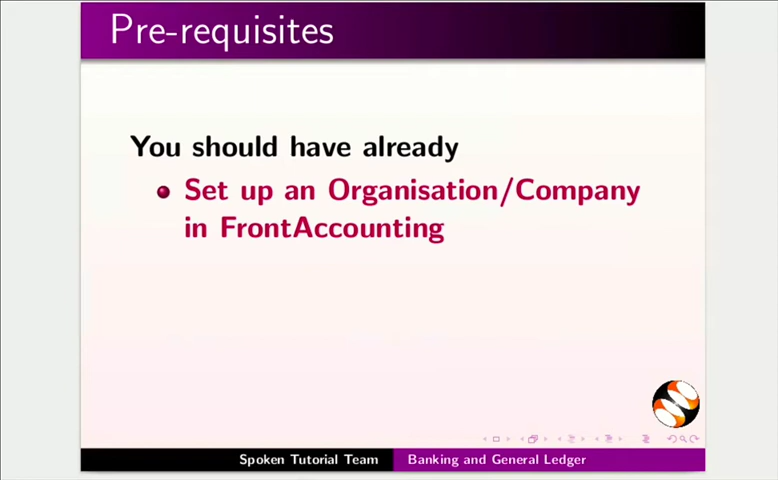 Pre-requisites
You should have already
Set up an Organisation/Company
in FrontAccounting
Spoken Tutorial Team
Banking and General Ledger